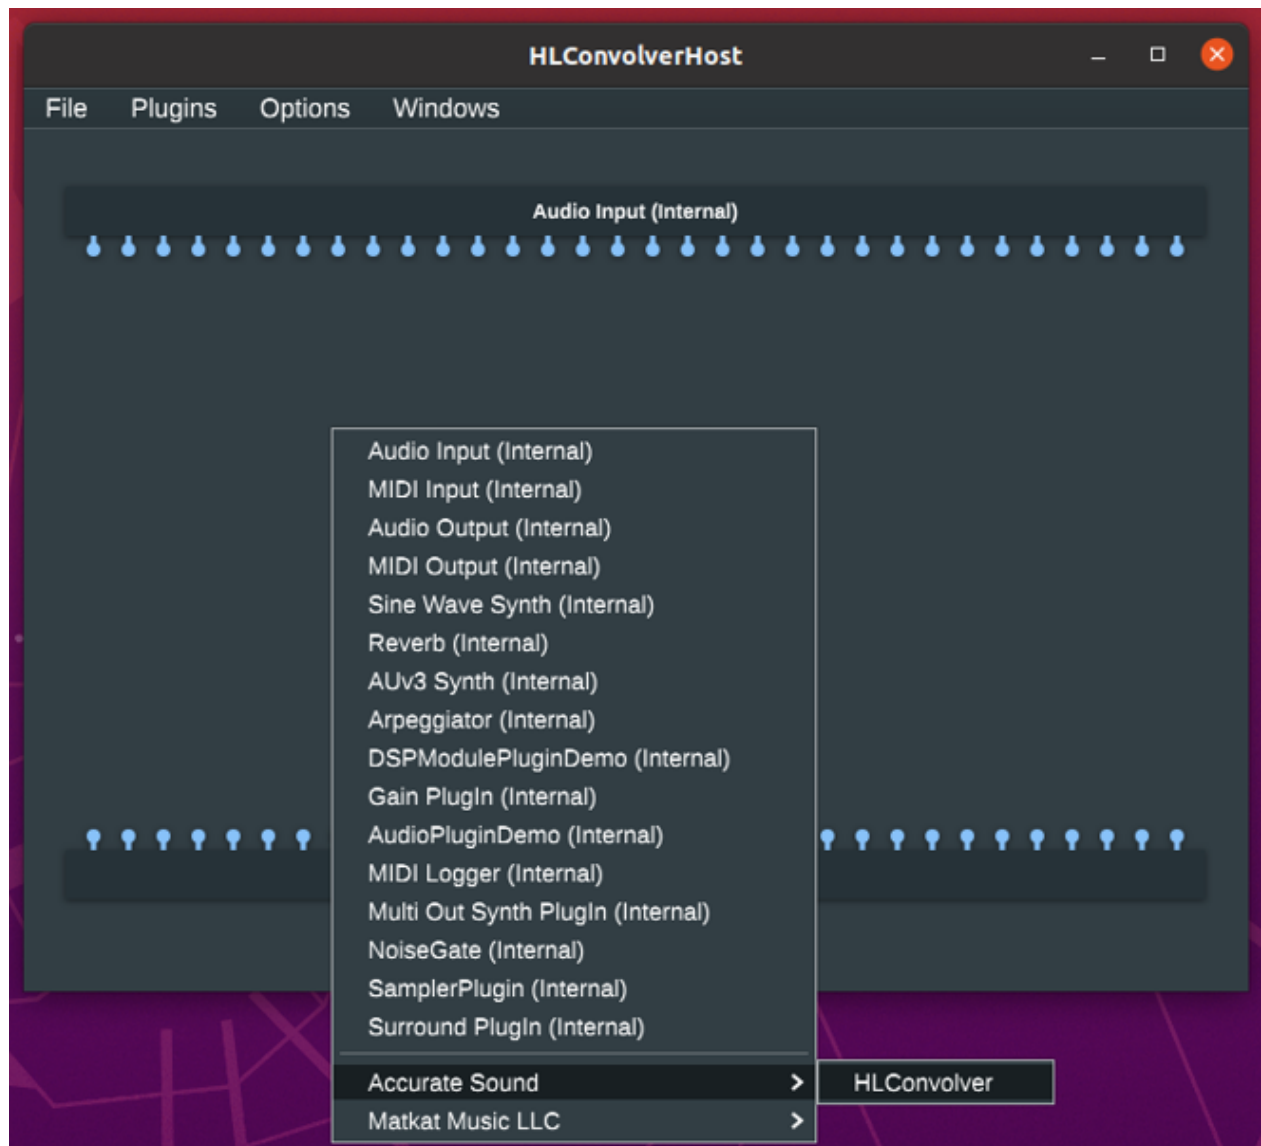 HLConvolverHost
File Plugins Options Windows
Audio Input (Internal)
Audio Input (Internal)
MIDI Input (Internal)
Audio Output (Internal)
MIDI Output (Internal)
Sine Wave Synth (Internal)
Reverb (Internal)
AUv3 Synth (Internal)
Arpeggiator (Internal)
DSPModulePluginDemo (Internal)
Gain PlugIn (Internal)
AudioPluginDemo (Internal)
MIDI Logger (Internal)
Multi Out Synth PlugIn (Internal)
NoiseGate (Internal)
SamplerPlugin (Internal)
Surround PlugIn (Internal)
Accurate Sound HLConvolver
Matkat Music LLC